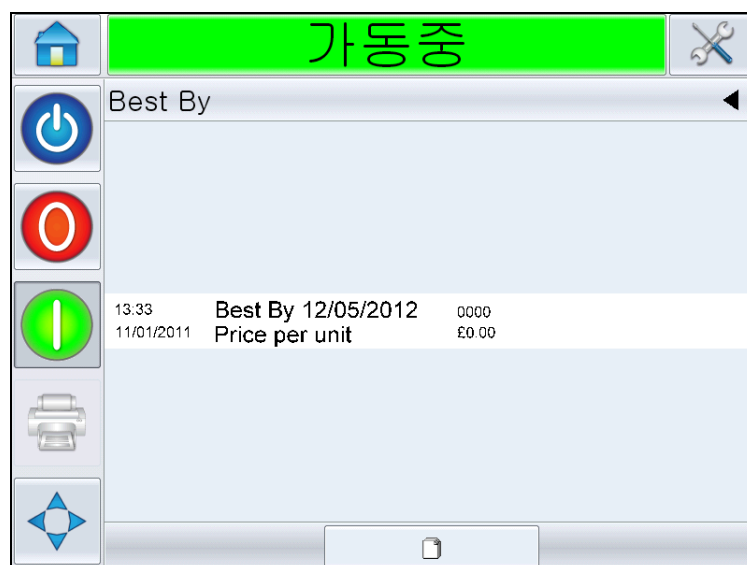 가동중
Best By
13:33 Best By 12/05/2012 0000
11/01/2011 Price per unit £0.00